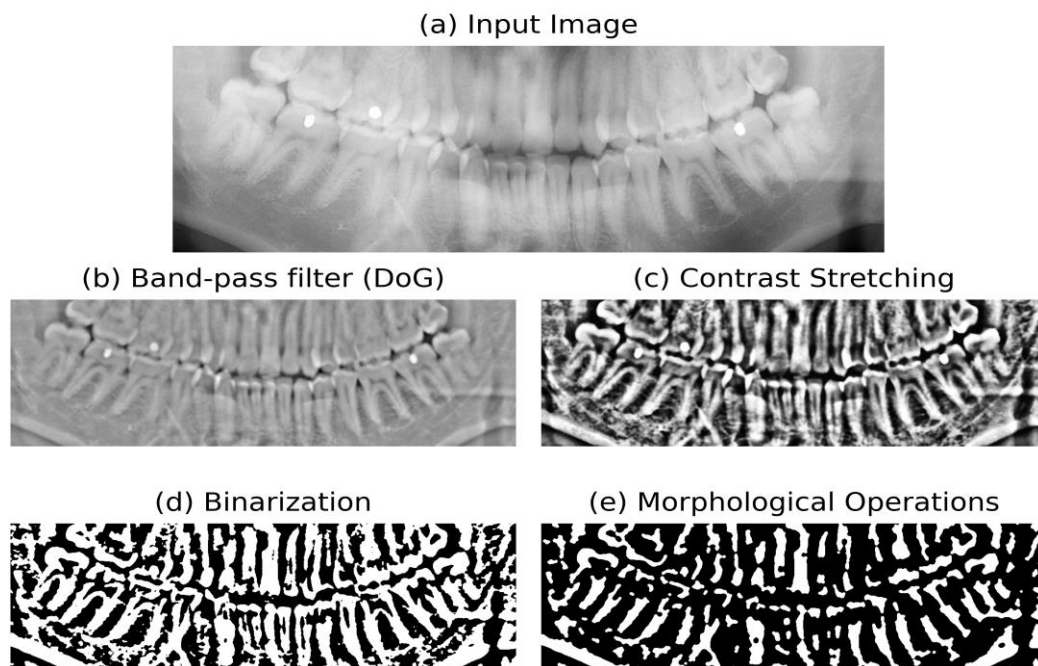 (a) Input Image
(b) Band-pass filter (DoG)
(c) Contrast Stretching
(d) Binarization
(e) Morphological Operations